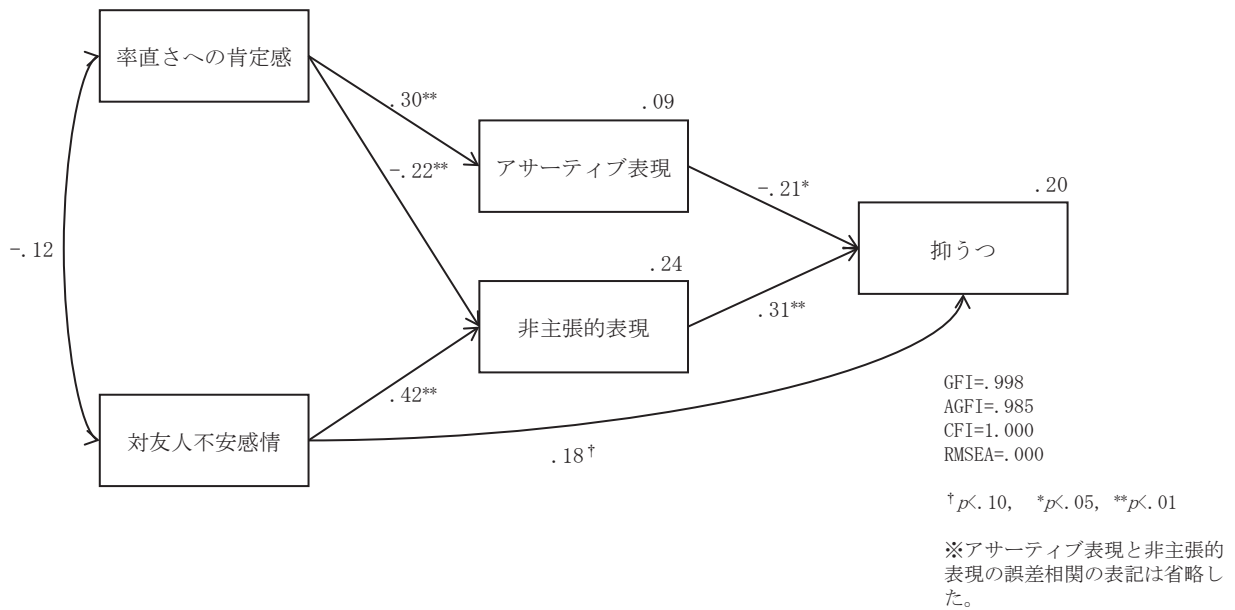 率直さへの肯定感
.30**
.09
アサーティブ表現
-.22**
-.21*
.20
抑うつ
-.12
.24
非主張的表現
.31**
.42**
対友人不安感情
.18†
GFI=.998
AGFI=.985
CFI=1.000
RMSEA=.000
†p<.10, *p<.05, **p<.01
※アサーティブ表現と非主張的
表現の誤差相関の表記は省略し
た。